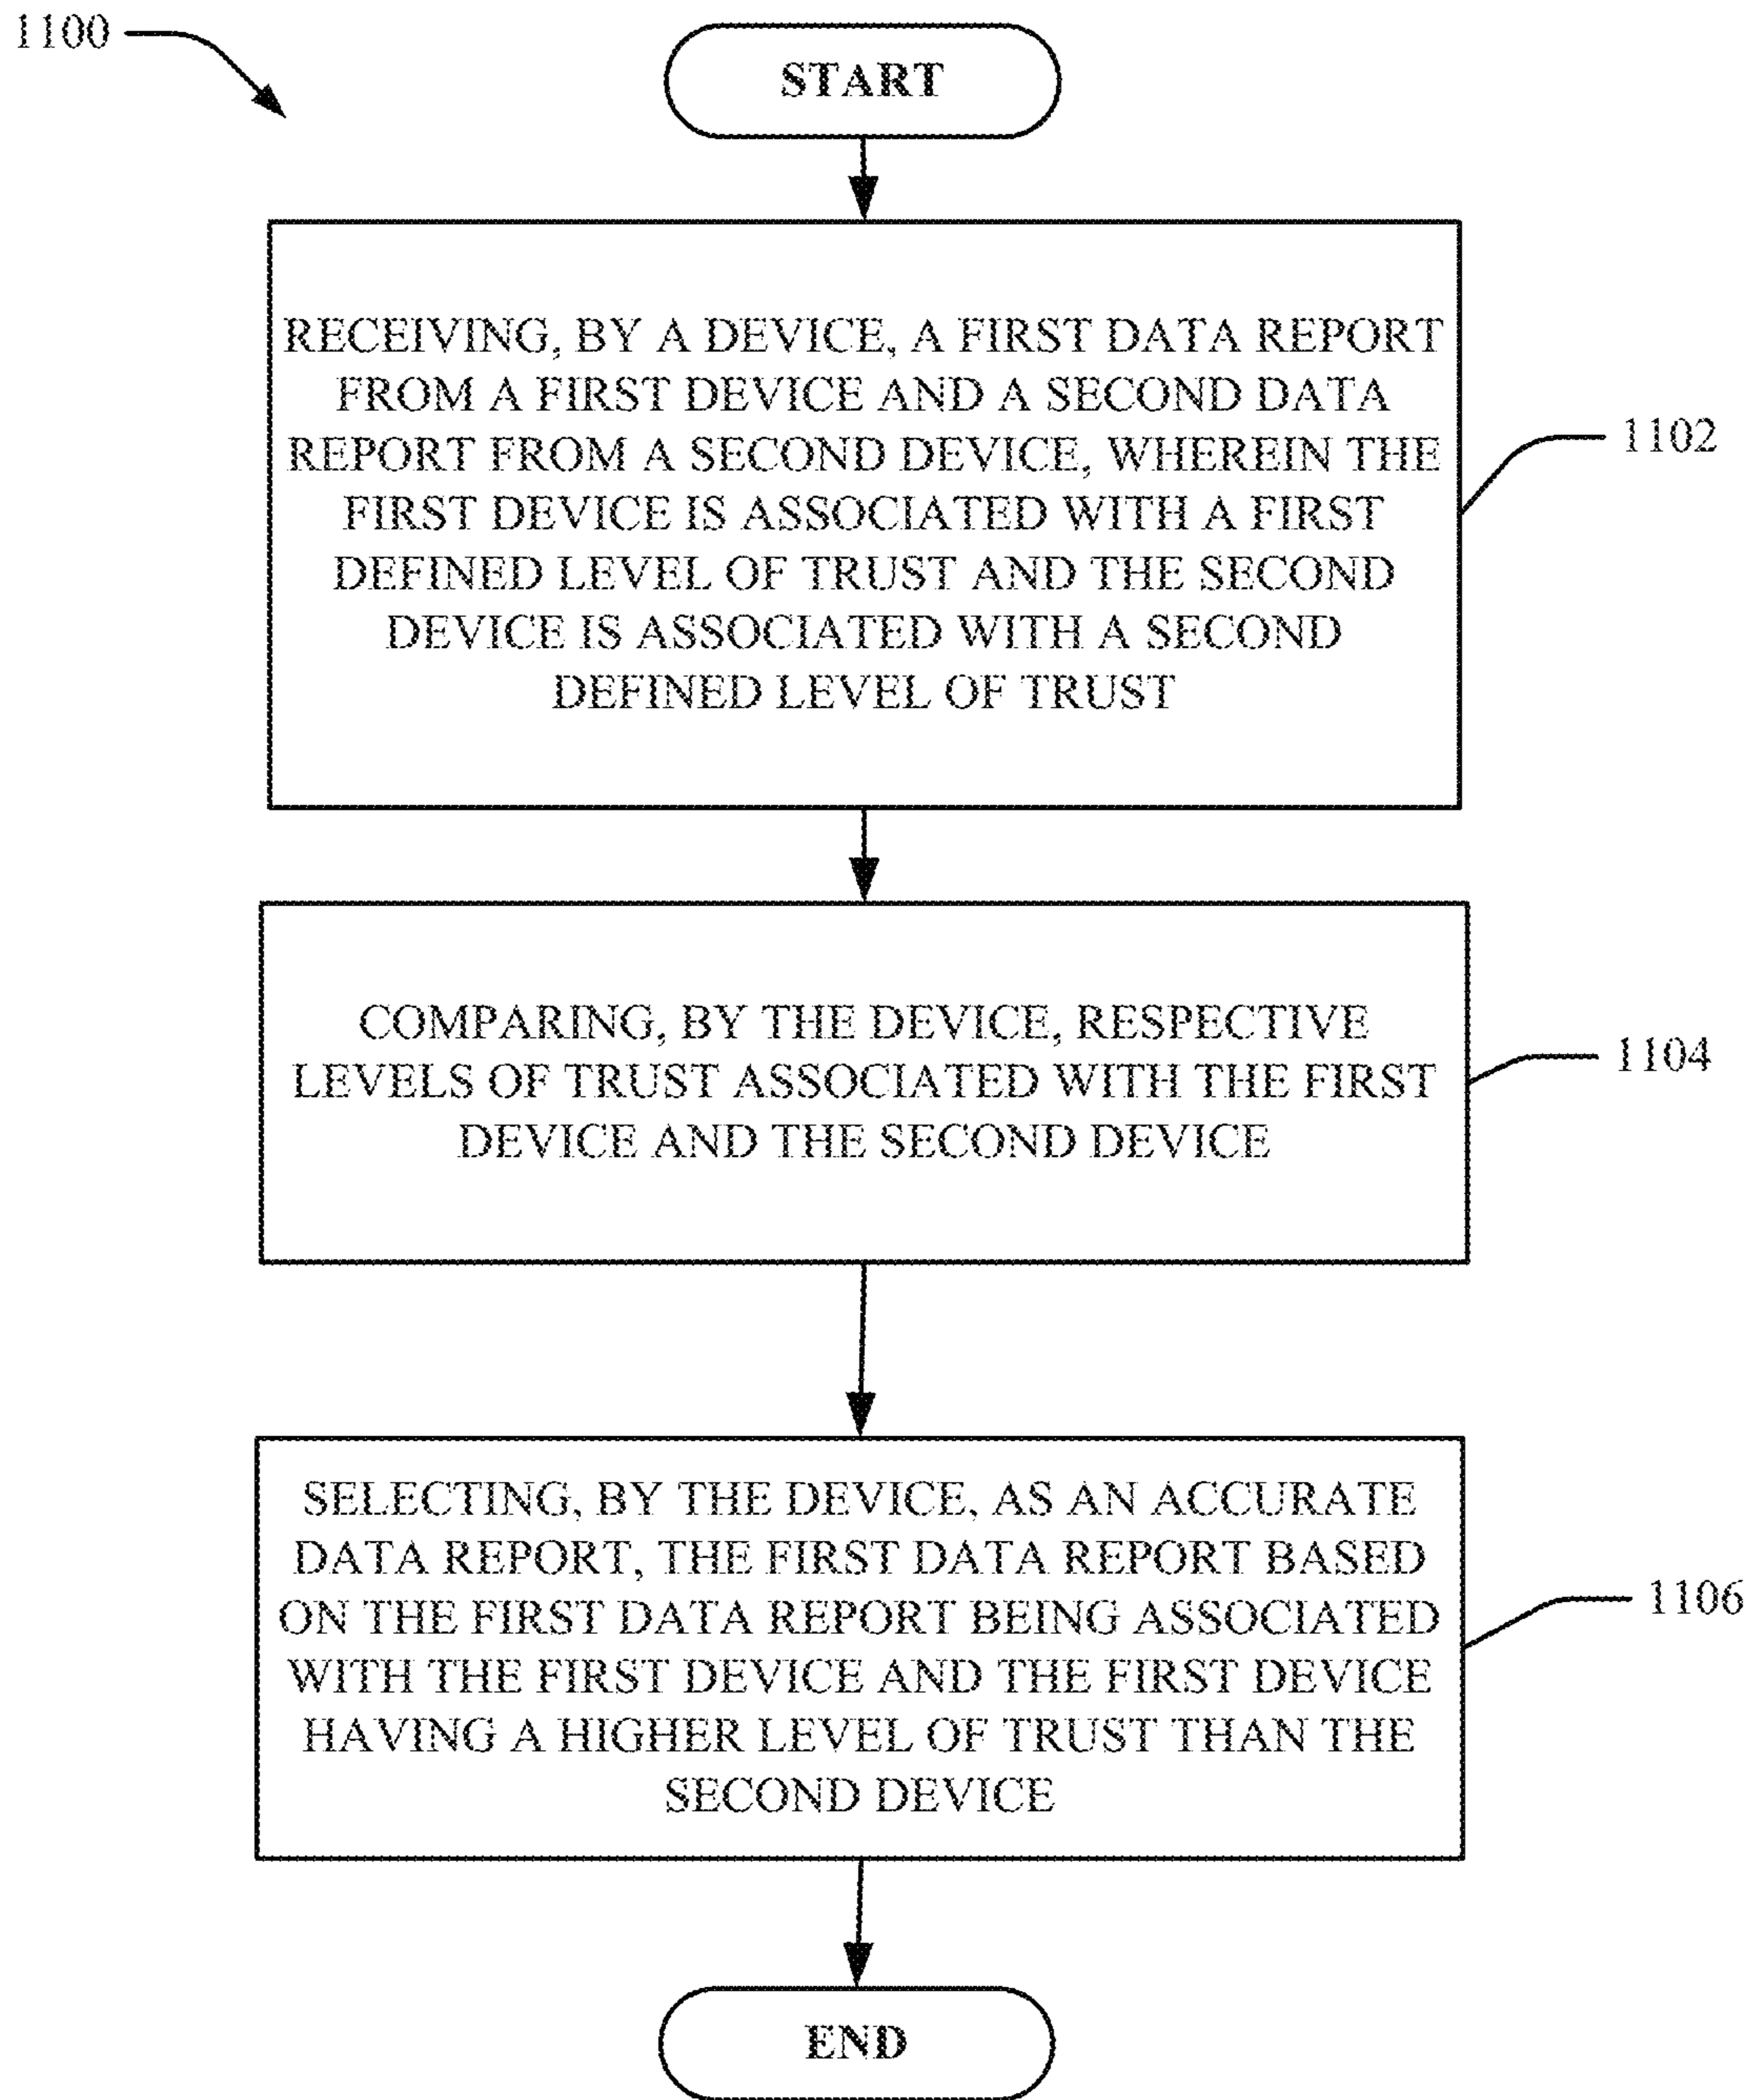 1100
START
RECEIVING, BY A DEVICE, A FIRST DATA REPORT
FROM A FIRST DEVICE AND A SECOND DATA
REPORT FROM A SECOND DEVICE, WHEREIN THE
FIRST DEVICE IS ASSOCIATED WITH A FIRST
DEFINED LEVEL OF TRUST AND THE SECOND
DEVICE IS ASSOCIATED WITH A SECOND
DEFINED LEVEL OF TRUST
1102
COMPARING, BY THE DEVICE, RESPECTIVE
LEVELS OF TRUST ASSOCIATED WITH THE FIRST
DEVICE AND THE SECOND DEVICE
1104
SELECTING, BY THE DEVICE, AS AN ACCURATE
DATA REPORT, THE FIRST DATA REPORT BASED
ON THE FIRST DATA REPORT BEING ASSOCIATED
WITH THE FIRST DEVICE AND THE FIRST DEVICE
HAVING A HIGHER LEVEL OF TRUST THAN THE
SECOND DEVICE
1106
END